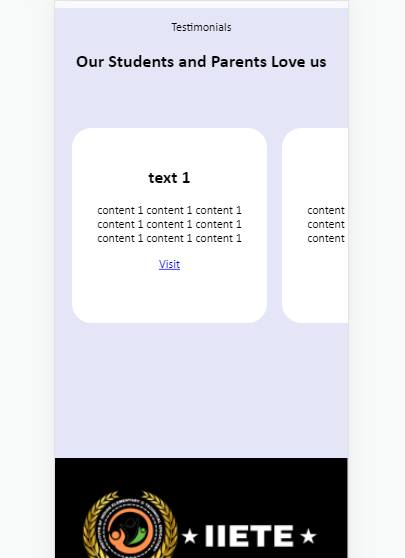 Testimonials
Our Students and Parents Love us
text 1
content 1 content 1 content 1
content 1 content 1 content 1
content 1 content 1 content 1
Visit
content
content
content
★ IIETE ★